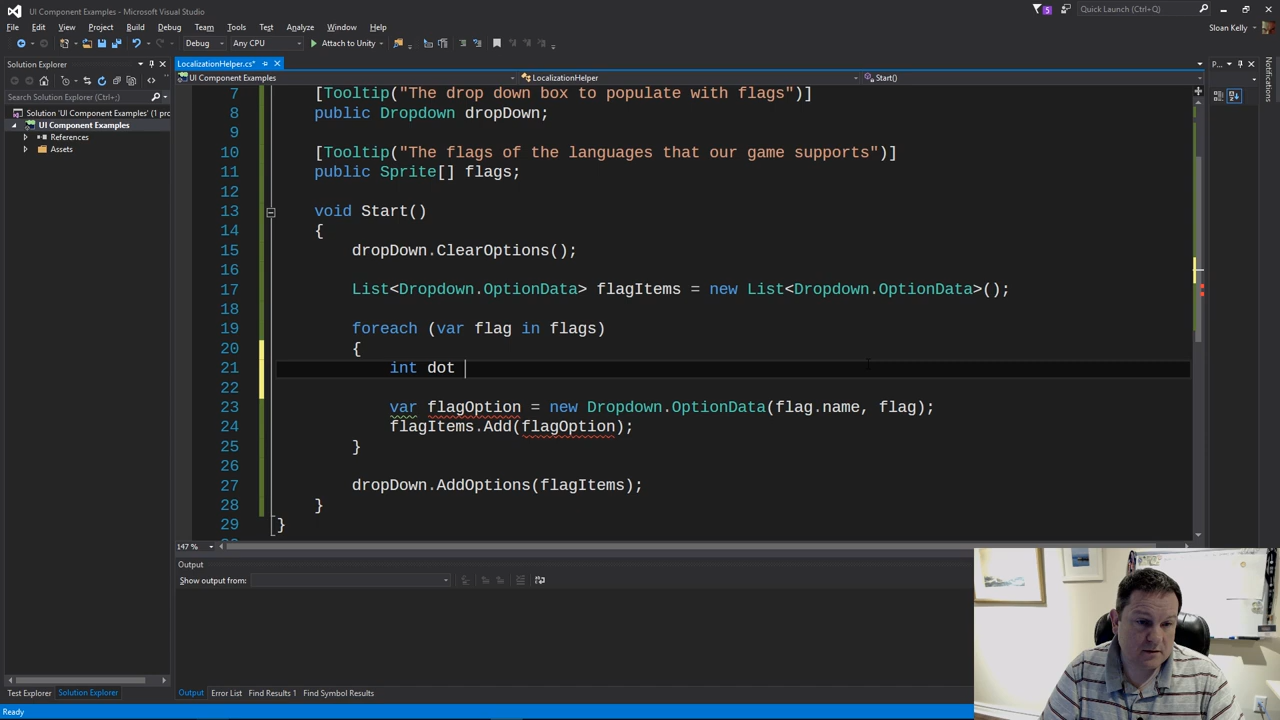 UI Component Examples - Microsoft Visual Studio
5
Quick Launch (Ctrl+Q)
File Edit View Project Build Debug Team Tools Test Analyze Window Help
Sloan Kelly
Debug Any CPU Attach to Unity
Solution Explorer
LocalizationHelper.cs*
P...
Notifications
UI Component Examples LocalizationHelper Start()
Search Solution Explorer (Ctrl+;)
Solution 'UI Component Examples' (1 prc
UI Component Examples
References
Assets
7 [Tooltip("The drop down box to populate with flags")]
8 public Dropdown dropDown;
9
10 [Tooltip("The flags of the languages that our game supports")]
11 public Sprite[] flags;
12
13 void Start()
14 {
15 dropDown.ClearOptions();
16
17 List<Dropdown.OptionData> flagItems = new List<Dropdown.OptionData>();
18
19 foreach (var flag in flags)
20 {
21 int dot
22
23 var flagOption = new Dropdown.OptionData(flag.name, flag);
24 flagItems.Add(flagOption);
25 }
26
27 dropDown.AddOptions(flagItems);
28 }
29 }
147 %
Output
Show output from:
Test Explorer Solution Explorer
Output Error List Find Results 1 Find Symbol Results
Ready